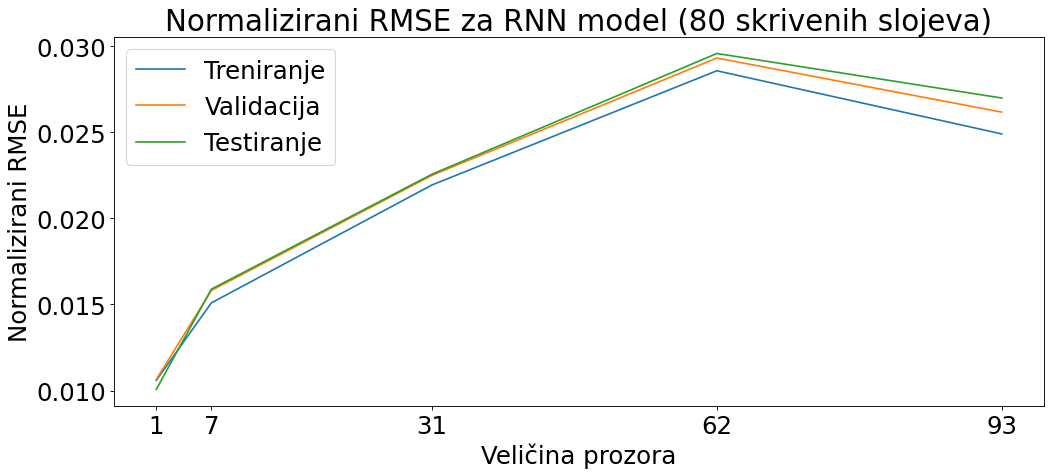 Normalizirani RMSE za RNN model (80 skrivenih slojeva)
Treniranje
Validacija
Testiranje
Normalizirani RMSE
0.030
0.025
0.020
0.015
0.010
1 7 31 62 93
Veličina prozora